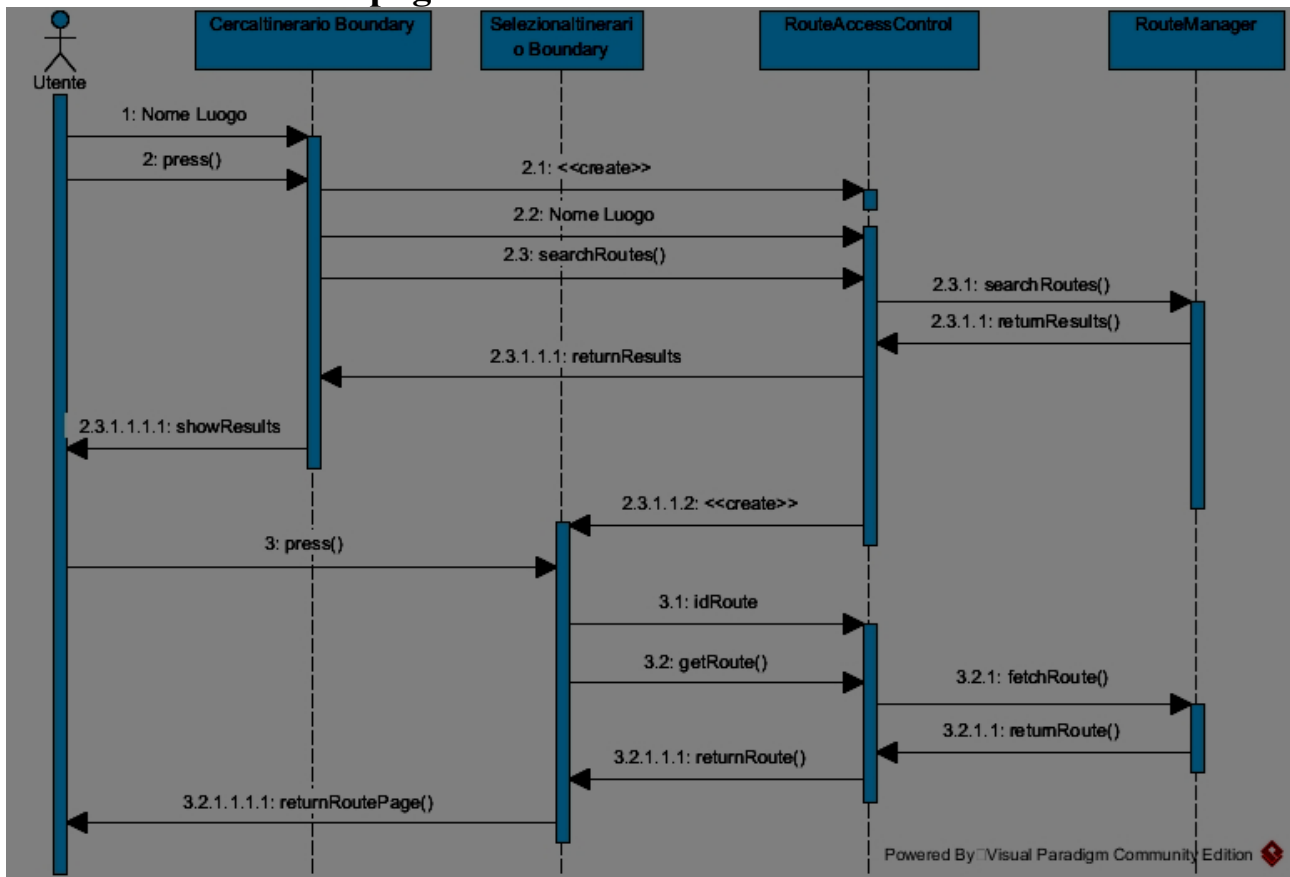 CercaItinerario Boundary
SelezionaItinerari
o Boundary
RouteAccessControl
RouteManager
Utente
1: Nome Luogo
2: press()
2.1: <<create>>
2.2: Nome Luogo
2.3: searchRoutes()
2.3.1: searchRoutes()
2.3.1.1: returnResults()
2.3.1.1.1: returnResults
2.3.1.1.1.1: showResults
2.3.1.1.2: <<create>>
3: press()
3.1: idRoute
3.2: getRoute()
3.2.1: fetchRoute()
3.2.1.1: returnRoute()
3.2.1.1.1: returnRoute()
3.2.1.1.1.1: returnRoutePage()
Powered By Visual Paradigm Community Edition